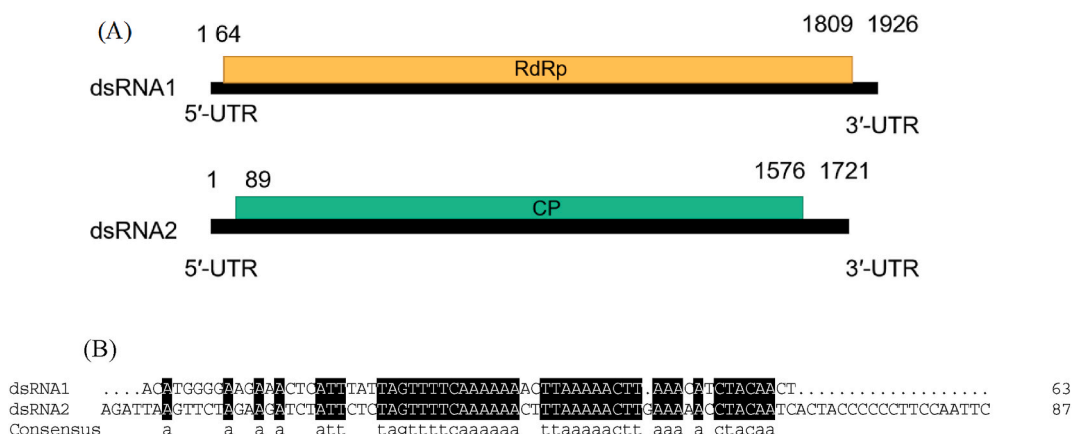 (A)
1 64 1809 1926
RdRp
dsRNA1
5'-UTR
3'-UTR
1 89 1576 1721
CP
dsRNA2
5'-UTR 3'-UTR
(B)
dsRNA1 ....ACATGGGGAAGAAACTCATTTATTAGTTTTCAAAAAAACTTAAAAACTT.AAACATCTACAACT................... 63
dsRNA2 AGATTAAGTTCTAGAAGATCTATTCTCTAGTTTTCAAAAAACTTTAAAAACTTGAAAAACCTACAATCACTACCCCCCTTCCAATTC 87
Consensus a a a a att tagttttcaaaaaa ttaaaaactt aaa a ctacaa